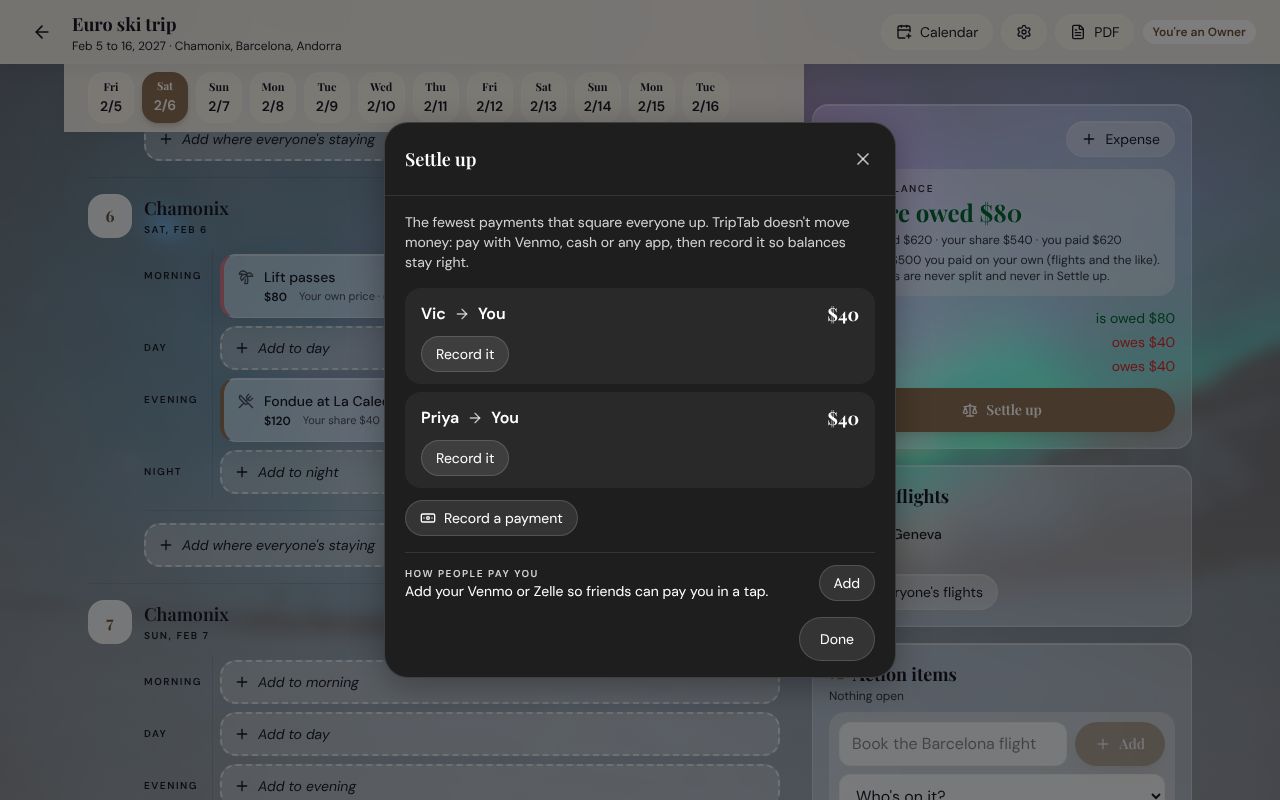 Euro ski trip
Feb 5 to 16, 2027 · Chamonix, Barcelona, Andorra
Calendar
PDF
You're an Owner
Fri
2/5
Sat
2/6
Sun
2/7
Mon
2/8
Tue
2/9
Wed
2/10
Thu
2/11
Fri
2/12
Sat
2/13
Sun
2/14
Mon
2/15
Tue
2/16
Add where everyone's staying
6
Chamonix
SAT, FEB 6
MORNING
Lift passes
$80 Your own price ·
DAY
Add to day
EVENING
Fondue at La
$120 Your share $40
NIGHT
Add to night
Add where everyone's staying
7
Chamonix
SUN, FEB 7
MORNING
Add to morning
DAY
Add to day
EVENING
Add to evening
Settle up
The fewest payments that square everyone up. TripTab doesn't move
money: pay with Venmo, cash or any app, then record it so balances
stay right.
Vic → You
$40
Record it
Priya → You
$40
Record it
Record a payment
HOW PEOPLE PAY YOU
Add your Venmo or Zelle so friends can pay you in a tap.
Add
Done
Expense
owed $80
$620 · your share $540 · you paid $620
$500 you paid on your own (flights and the like).
are never split and never in Settle up.
is owed $80
owes $40
owes $40
Settle up
flights
Geneva
flights
Action items
Nothing open
Book the Barcelona flight
Add
Who's on it?